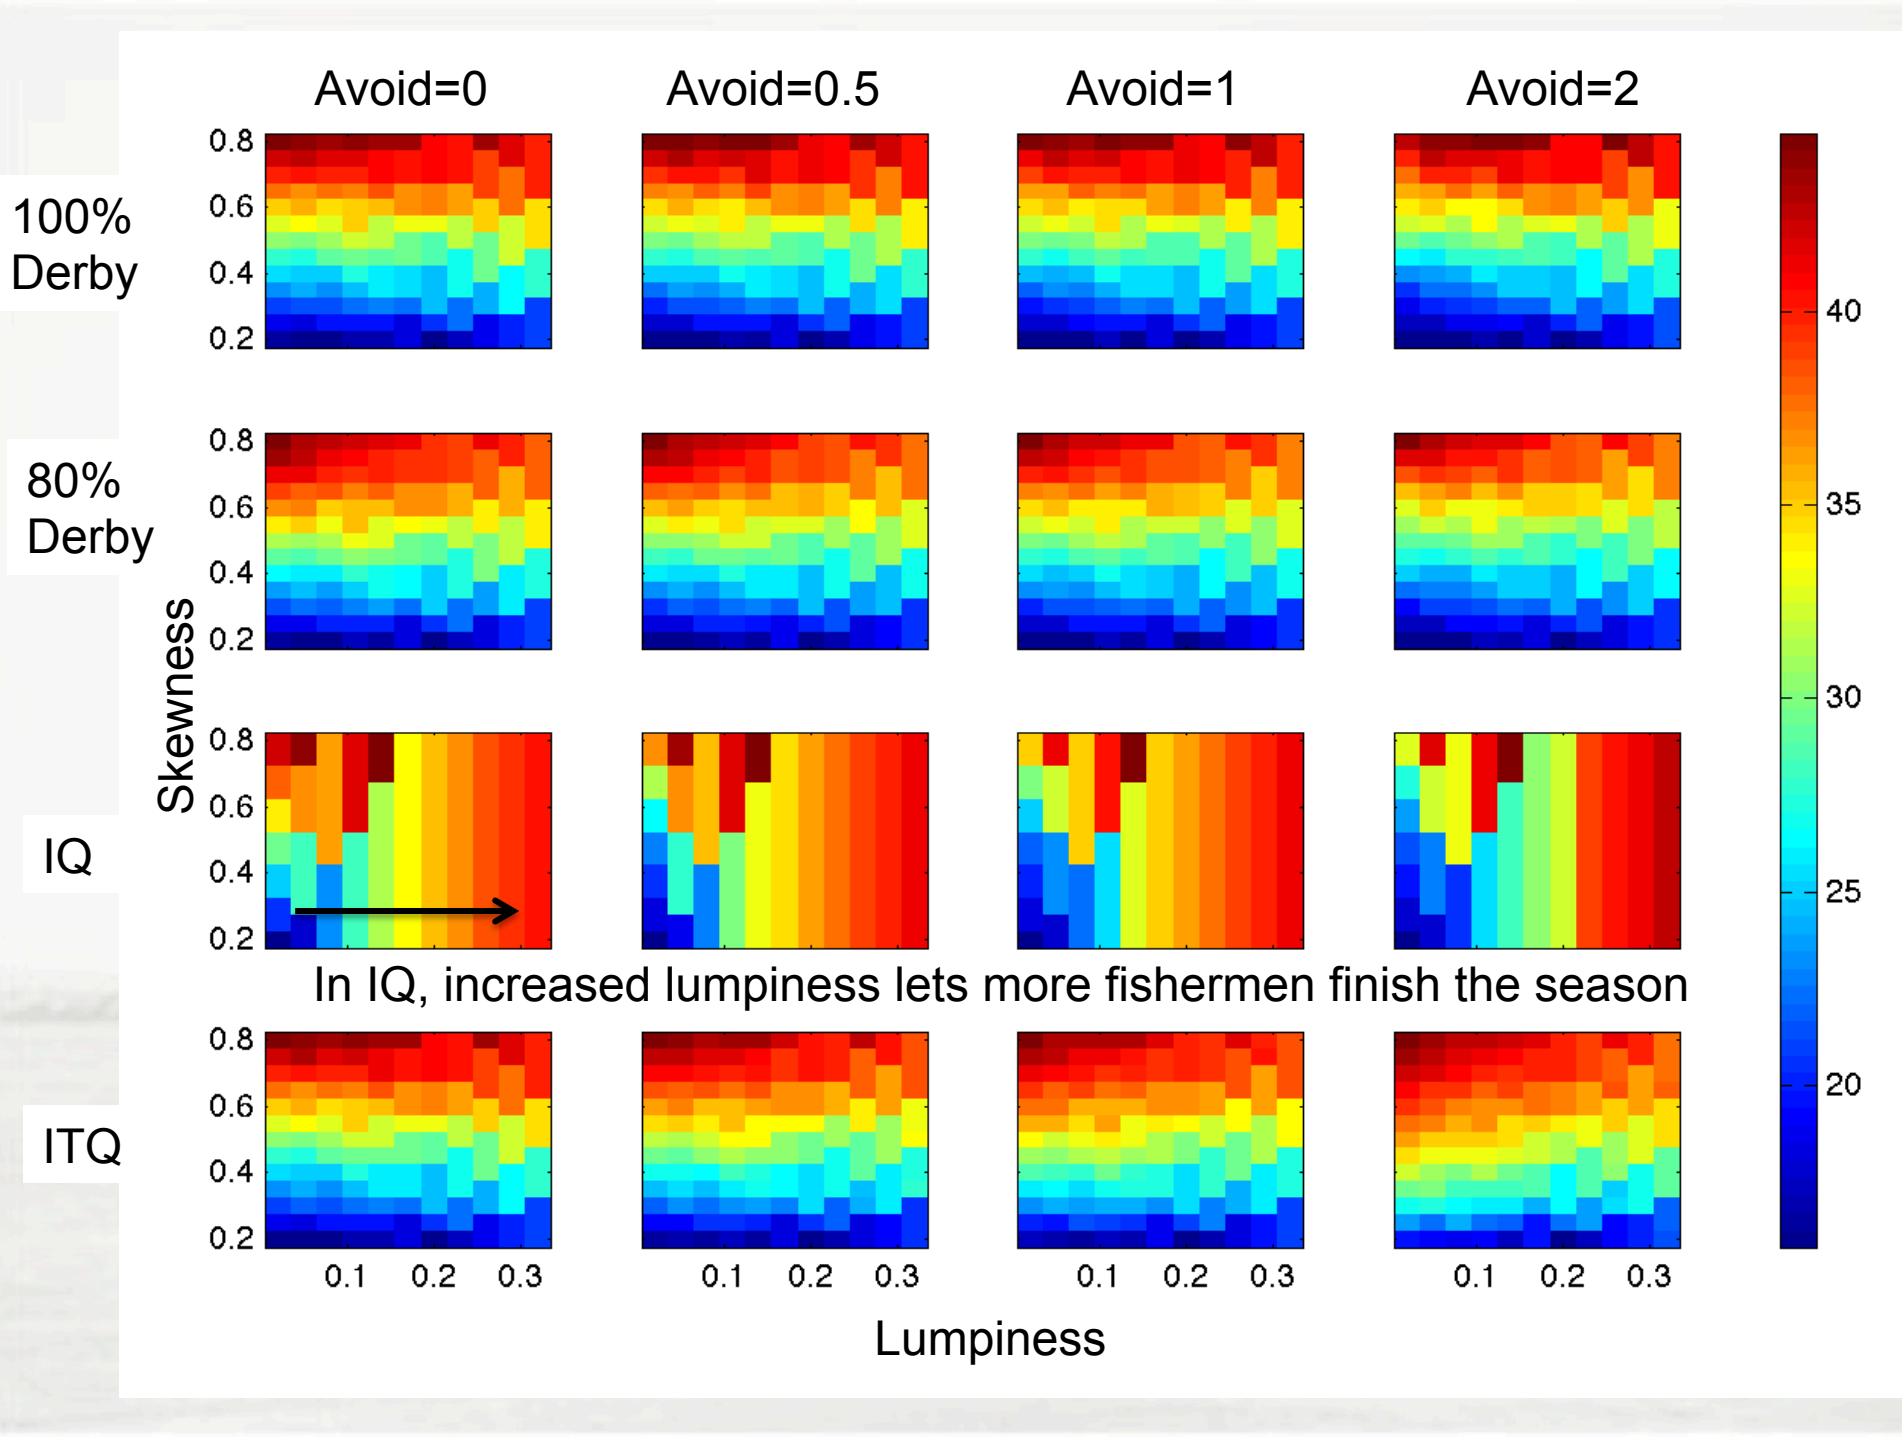 Avoid=0 Avoid=0.5 Avoid=1 Avoid=2
100%
Derby
0.8
0.6
0.4
0.2
80%
Derby
0.8
0.6
0.4
0.2
Skewness
IQ
0.8
0.6
0.4
0.2
In IQ, increased lumpiness lets more fishermen finish the season
ITQ
0.8
0.6
0.4
0.2
0.1 0.2 0.3 0.1 0.2 0.3 0.1 0.2 0.3 0.1 0.2 0.3
Lumpiness
40
35
30
25
20